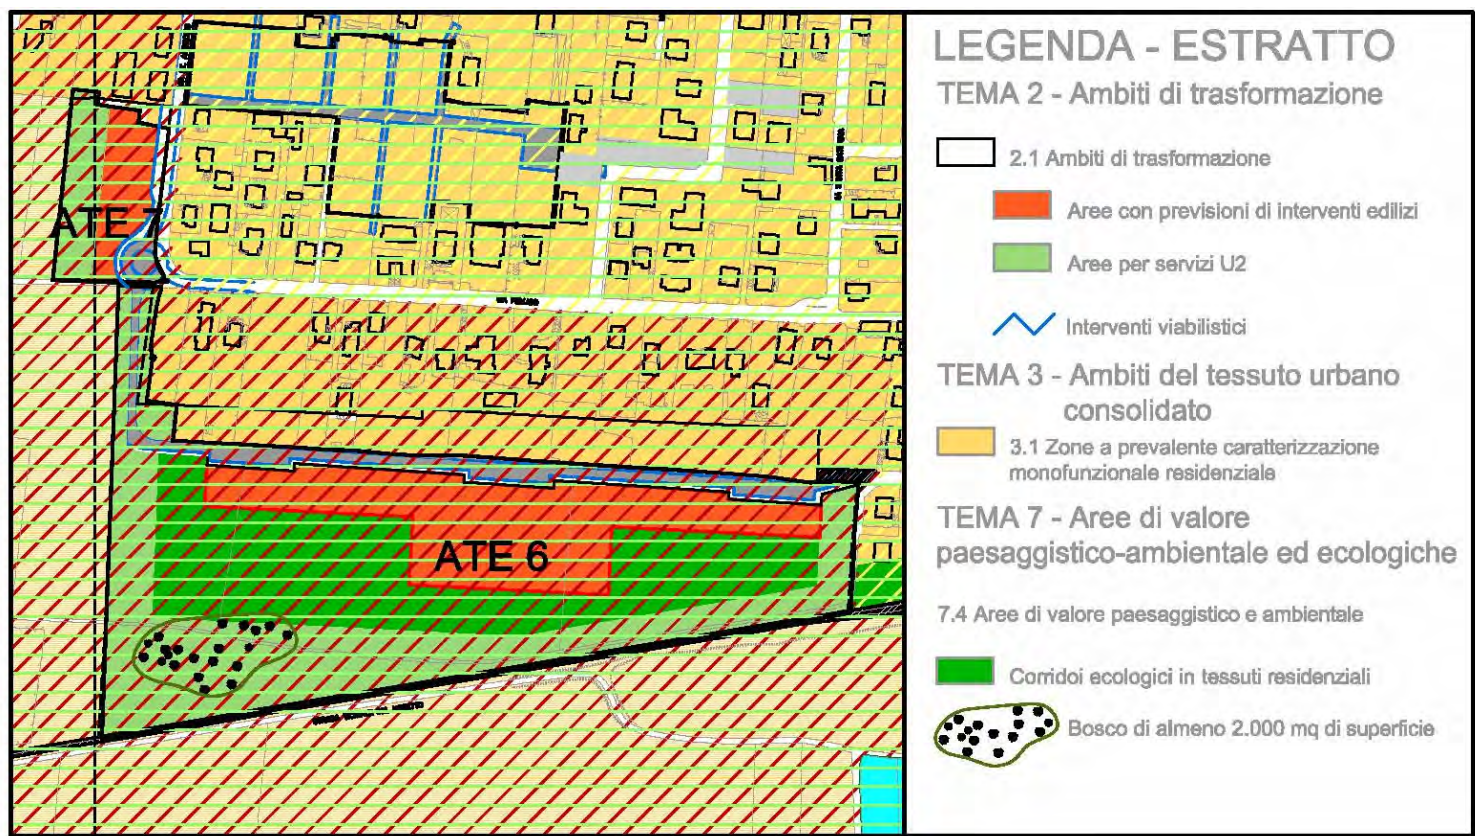 ATE 7
ATE 6
LEGENDA - ESTRATTO
TEMA 2 - Ambiti di trasformazione
2.1 Ambiti di trasformazione
Aree con previsioni di interventi edilizi
Aree per servizi U2
Interventi viabilistici
TEMA 3 - Ambiti del tessuto urbano
consolidato
3.1 Zone a prevalente caratterizzazione
monofunzionale residenziale
TEMA 7 - Aree di valore
paesaggistico-ambientale ed ecologiche
7.4 Aree di valore paesaggistico e ambientale
Corridoi ecologici in tessuti residenziali
Bosco di almeno 2.000 mq di superficie